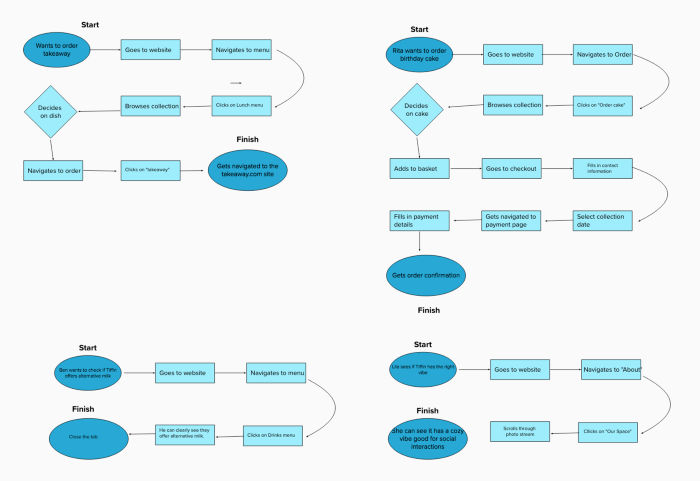 Start
Wants to order
takeaway
Goes to website
Navigates to menu
Decides
on dish
Browses collection
Clicks on Lunch menu
Finish
Navigates to order
Clicks on "takeaway"
Gets navigated to the
takeaway.com site
Start
Rita wants to order
birthday cake
Goes to website
Navigates to Order
Decides
on cake
Browses collection
Clicks on "Order cake"
Adds to basket
Goes to checkout
Fills in contact
information
Fills in payment
details
Gets navigated to
payment page
Select collection
date
Gets order confirmation
Finish
Start
Ben wants to check if Tiffin
offers alternative milk
Goes to website
Navigates to menu
Finish
Close the tab
He can clearly see they
offer alternative milk.
Clicks on Drinks menu
Start
sees if Tiffin has the right
vibe
Goes to website
Navigates to "About"
Finish
She can see it has a cozy
vibe good for social
interactions
Scrolls through
photo stream
Clicks on "Our Space"